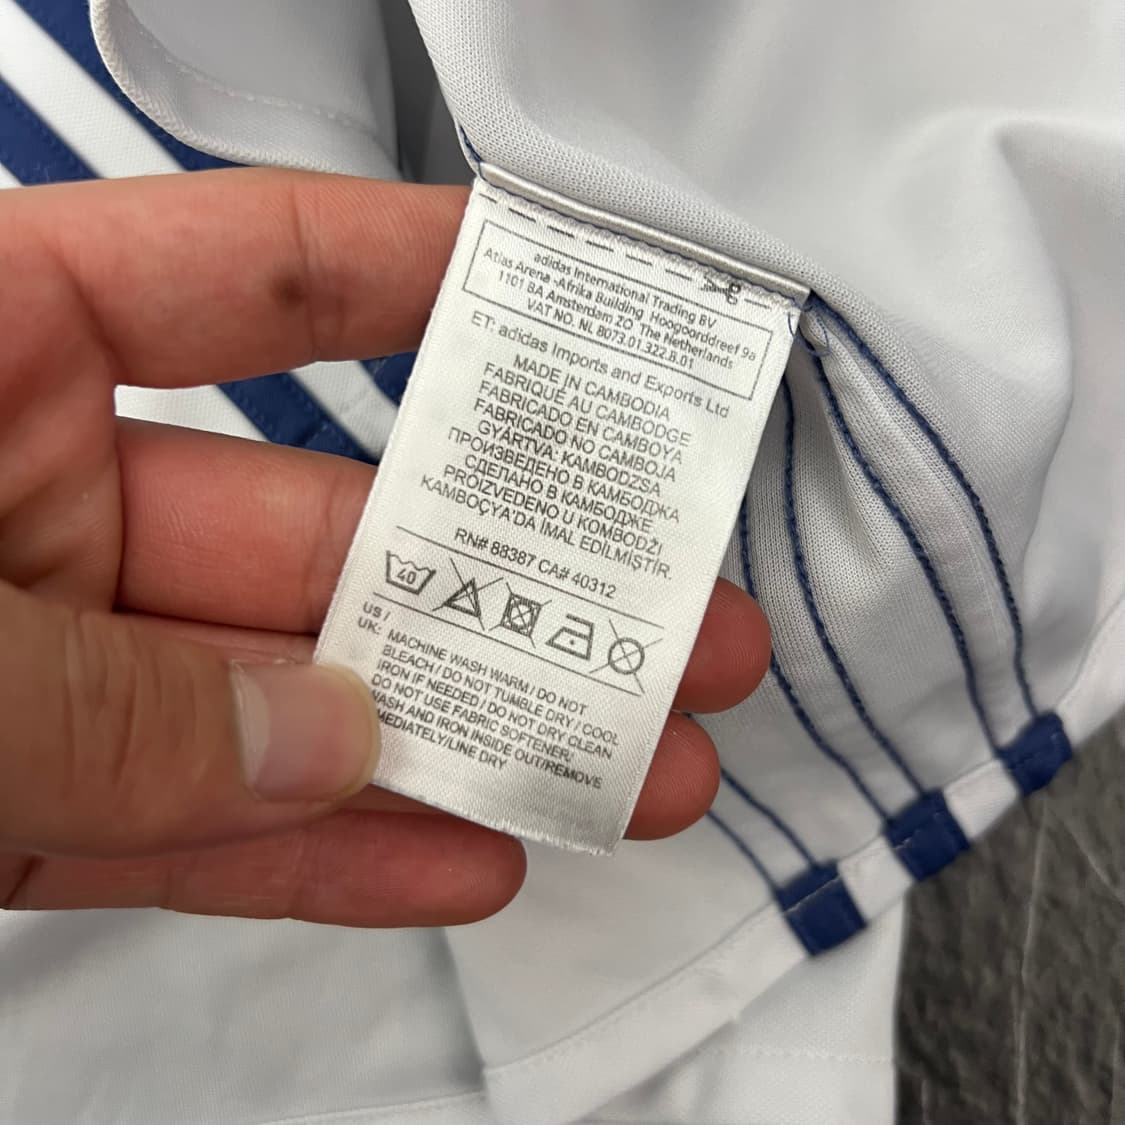 adidas International Trading BV
Atlas Arena -Afrika Building Hoogoorddreef 9a
1101 BA Amsterdam ZO The Netherlands
VAT NO. NL 8073.01.322.B.01
ET: adidas Imports and Exports Ltd
MADE IN CAMBODIA
FABRIQUÉ AU CAMBODGE
FABRICADO EN CAMBOYA
FABRICADO NO CAMBOJA
GYÁRTVA: KAMBODZSA
ПРОИЗВЕДЕНО В КАМБОДЖА
СДЕЛАНО В КАМБОДЖЕ
PROIZVEDENO U KOMBODŽI
KAMBOÇYA'DA İMAL EDİLMİŞTİR.
RN# 88387 CA# 40312
40
US /
UK: MACHINE WASH WARM / DO NOT
BLEACH / DO NOT TUMBLE DRY / COOL
IRON IF NEEDED / DO NOT DRY CLEAN
DO NOT USE FABRIC SOFTENER/
WASH AND IRON INSIDE OUT/REMOVE
MEDIATELY/LINE DRY